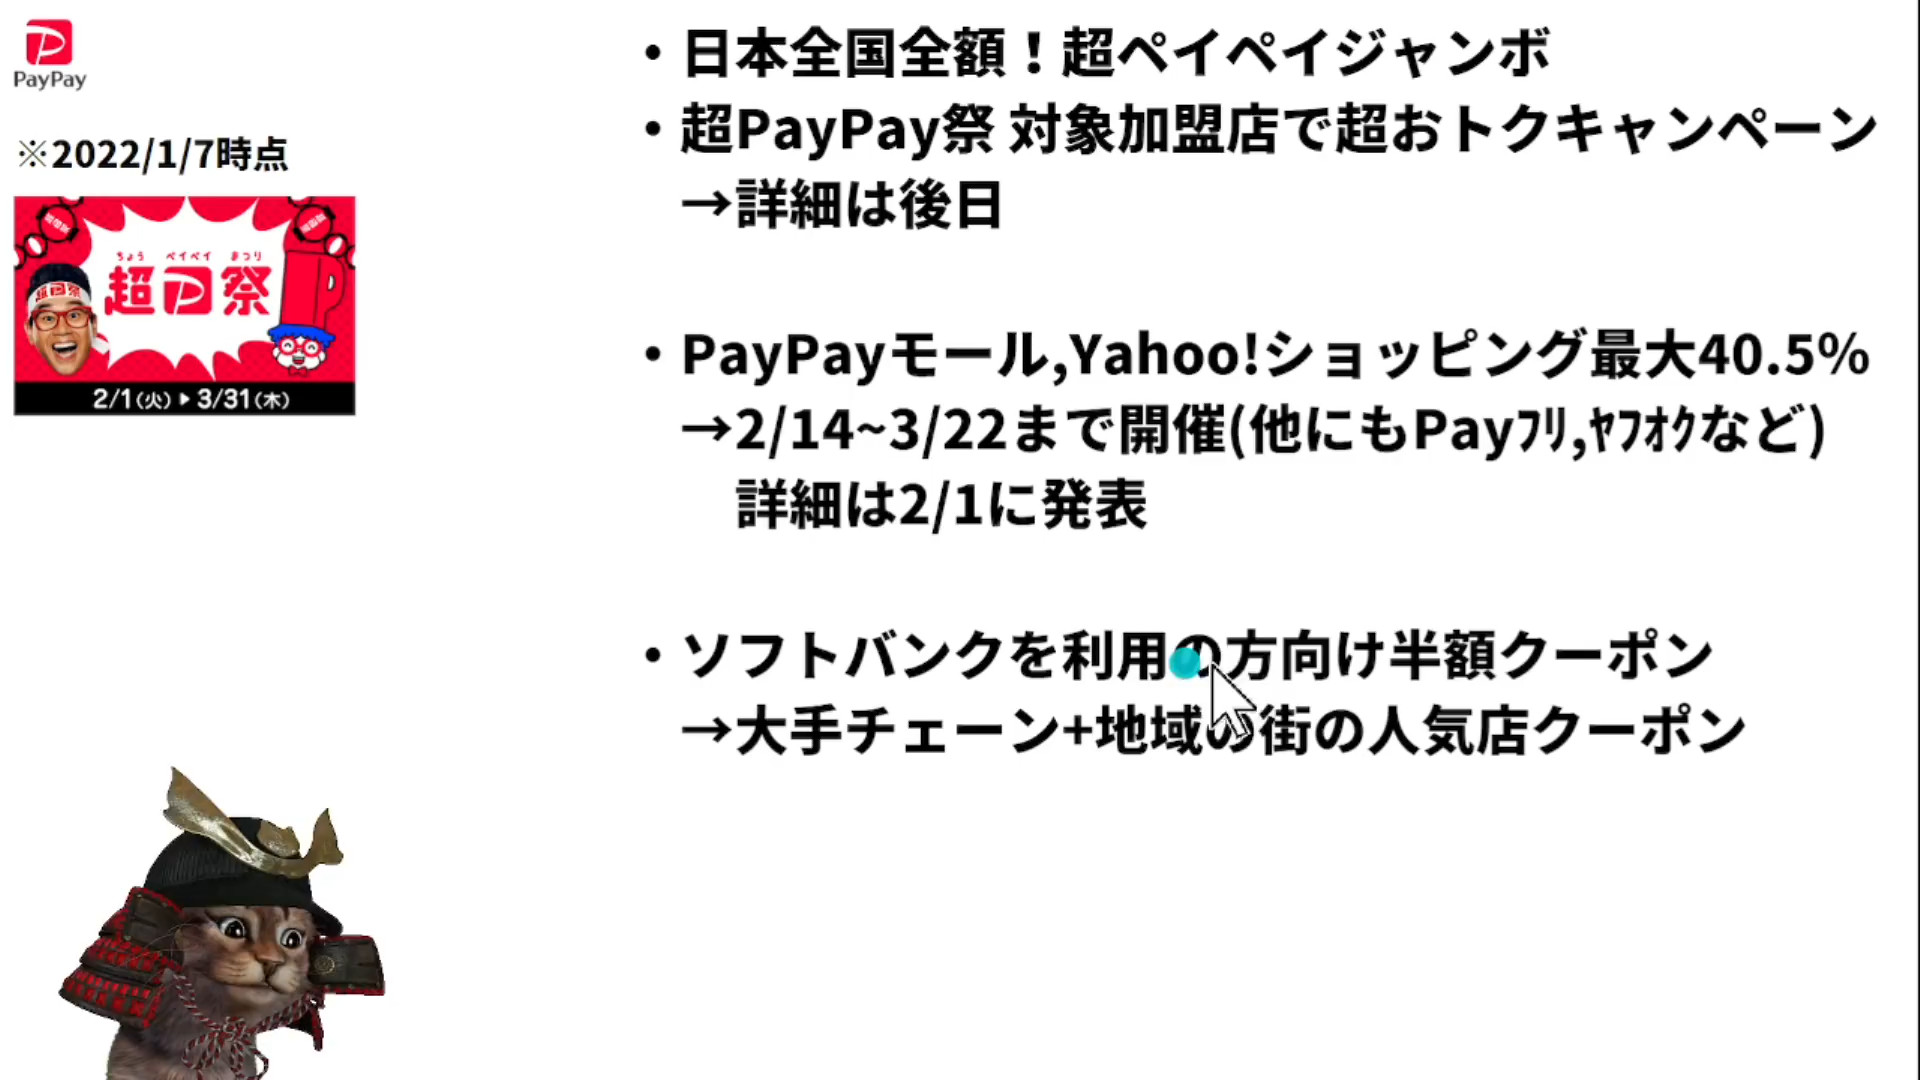 PayPay
※2022/1/7時点
ちょう ペイペイ まつり
超P祭
超P祭
P
2/1(火)▶3/31(木)
・日本全国全額！超ペイペイジャンボ
・超PayPay祭 対象加盟店で超おトクキャンペーン
→詳細は後日
・PayPayモール,Yahoo!ショッピング最大40.5%
→2/14~3/22まで開催(他にもPayﾌﾘ,ﾔﾌｵｸなど)
詳細は2/1に発表
・ソフトバンクを利用の方向け半額クーポン
→大手チェーン+地域の街の人気店クーポン